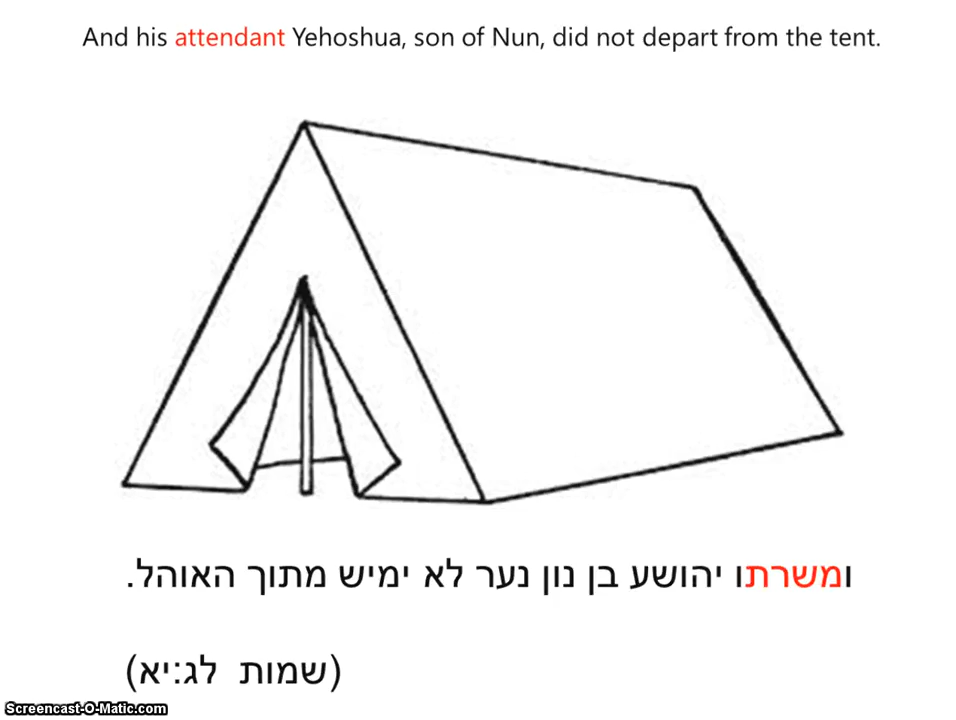 And his attendant Yehoshua, son of Nun, did not depart from the tent.
ומשרתו יהושע בן נון נער לא ימיש מתוך האוהל.
(שמות לג:יא)
Screencast-O-Matic.com